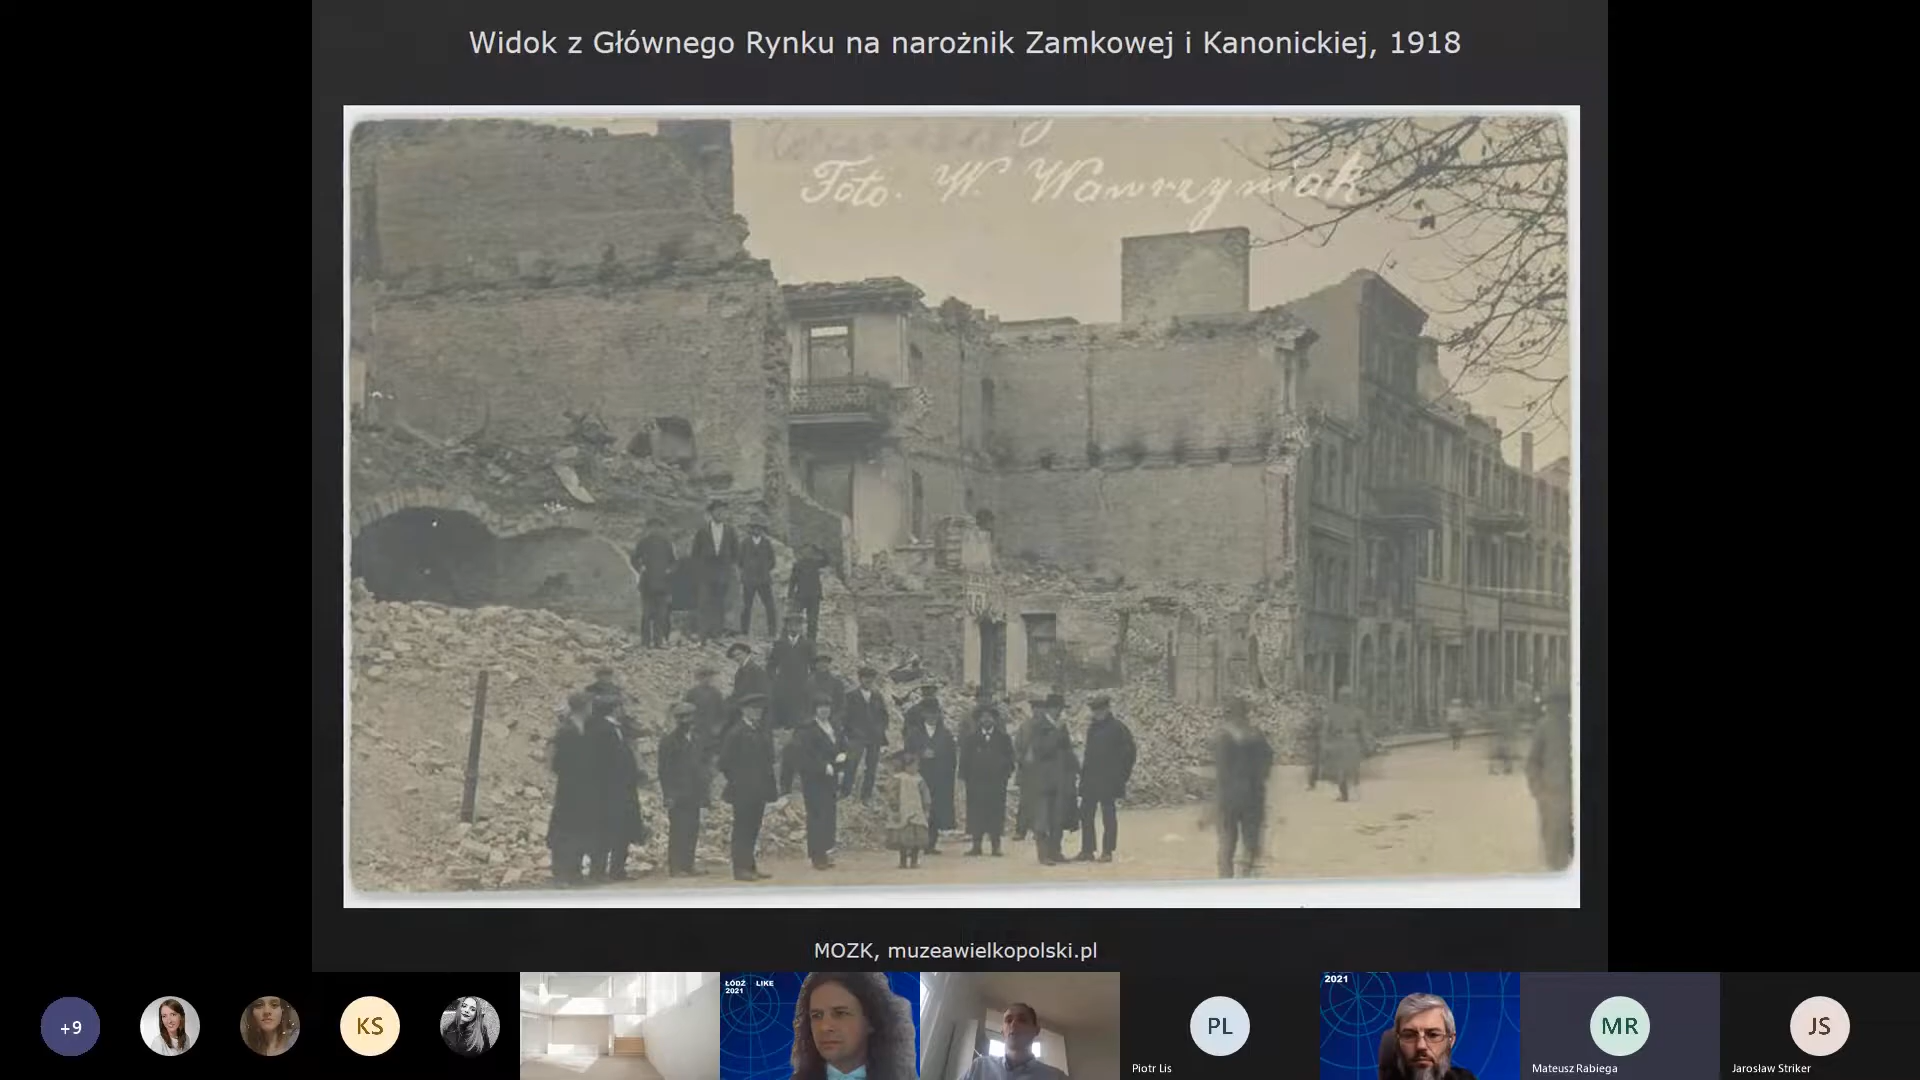 Widok z Głównego Rynku na narożnik Zamkowej i Kanonickiej, 1918
Foto. W. Wawrzyniak
MOZK, muzeawielkopolski.pl
+9
KS
ŁÓDŹ LIKE
2021
PL
Piotr Lis
2021
MR
Mateusz Rabiega
JS
Jarosław Striker